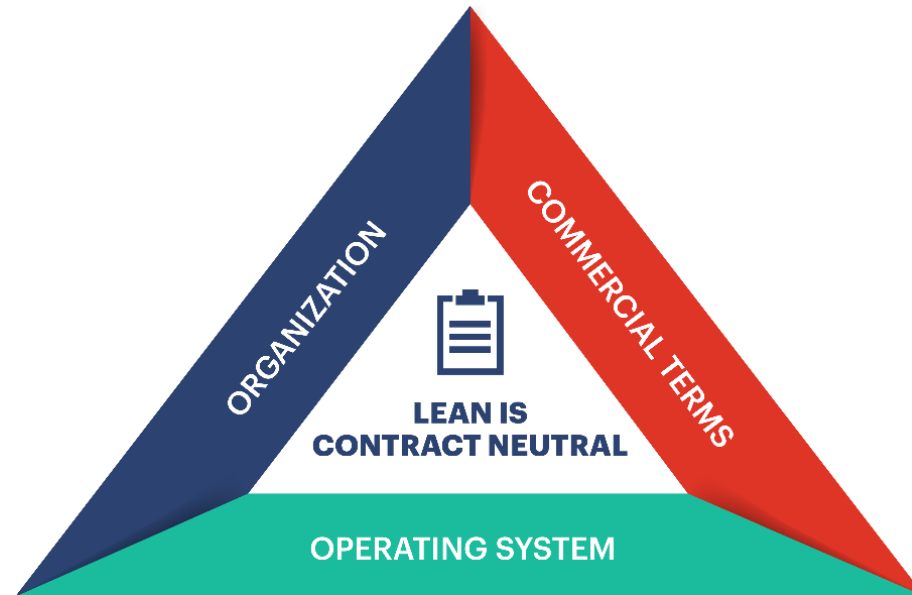 ORGANIZATION
COMMERCIAL TERMS
LEAN IS
CONTRACT NEUTRAL
OPERATING SYSTEM